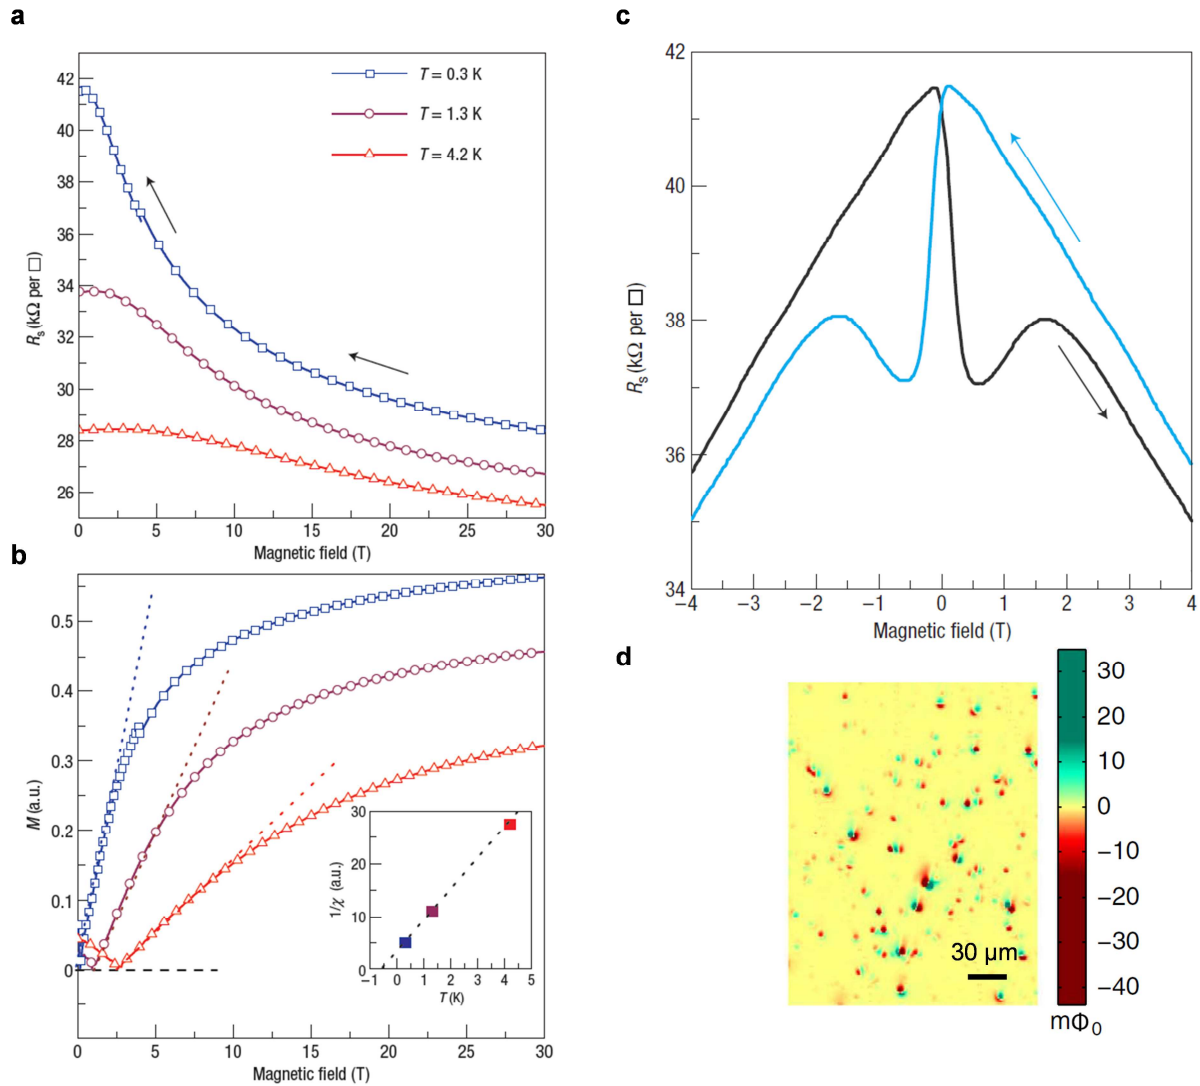 a
T = 0.3 K
T = 1.3 K
T = 4.2 K
42
40
38
36
34
32
30
28
26
Rs (kΩ per □)
0 5 10 15 20 25 30
Magnetic field (T)
b
0.5
0.4
0.3
0.2
0.1
0
M (a.u.)
30
20
10
0
1/χ (a.u.)
−1 0 1 2 3 4 5
T (K)
0 5 10 15 20 25 30
Magnetic field (T)
c
42
40
38
36
34
Rs (kΩ per □)
−4 −3 −2 −1 0 1 2 3 4
Magnetic field (T)
d
30 μm
30
20
10
0
−10
−20
−30
−40
mΦ0